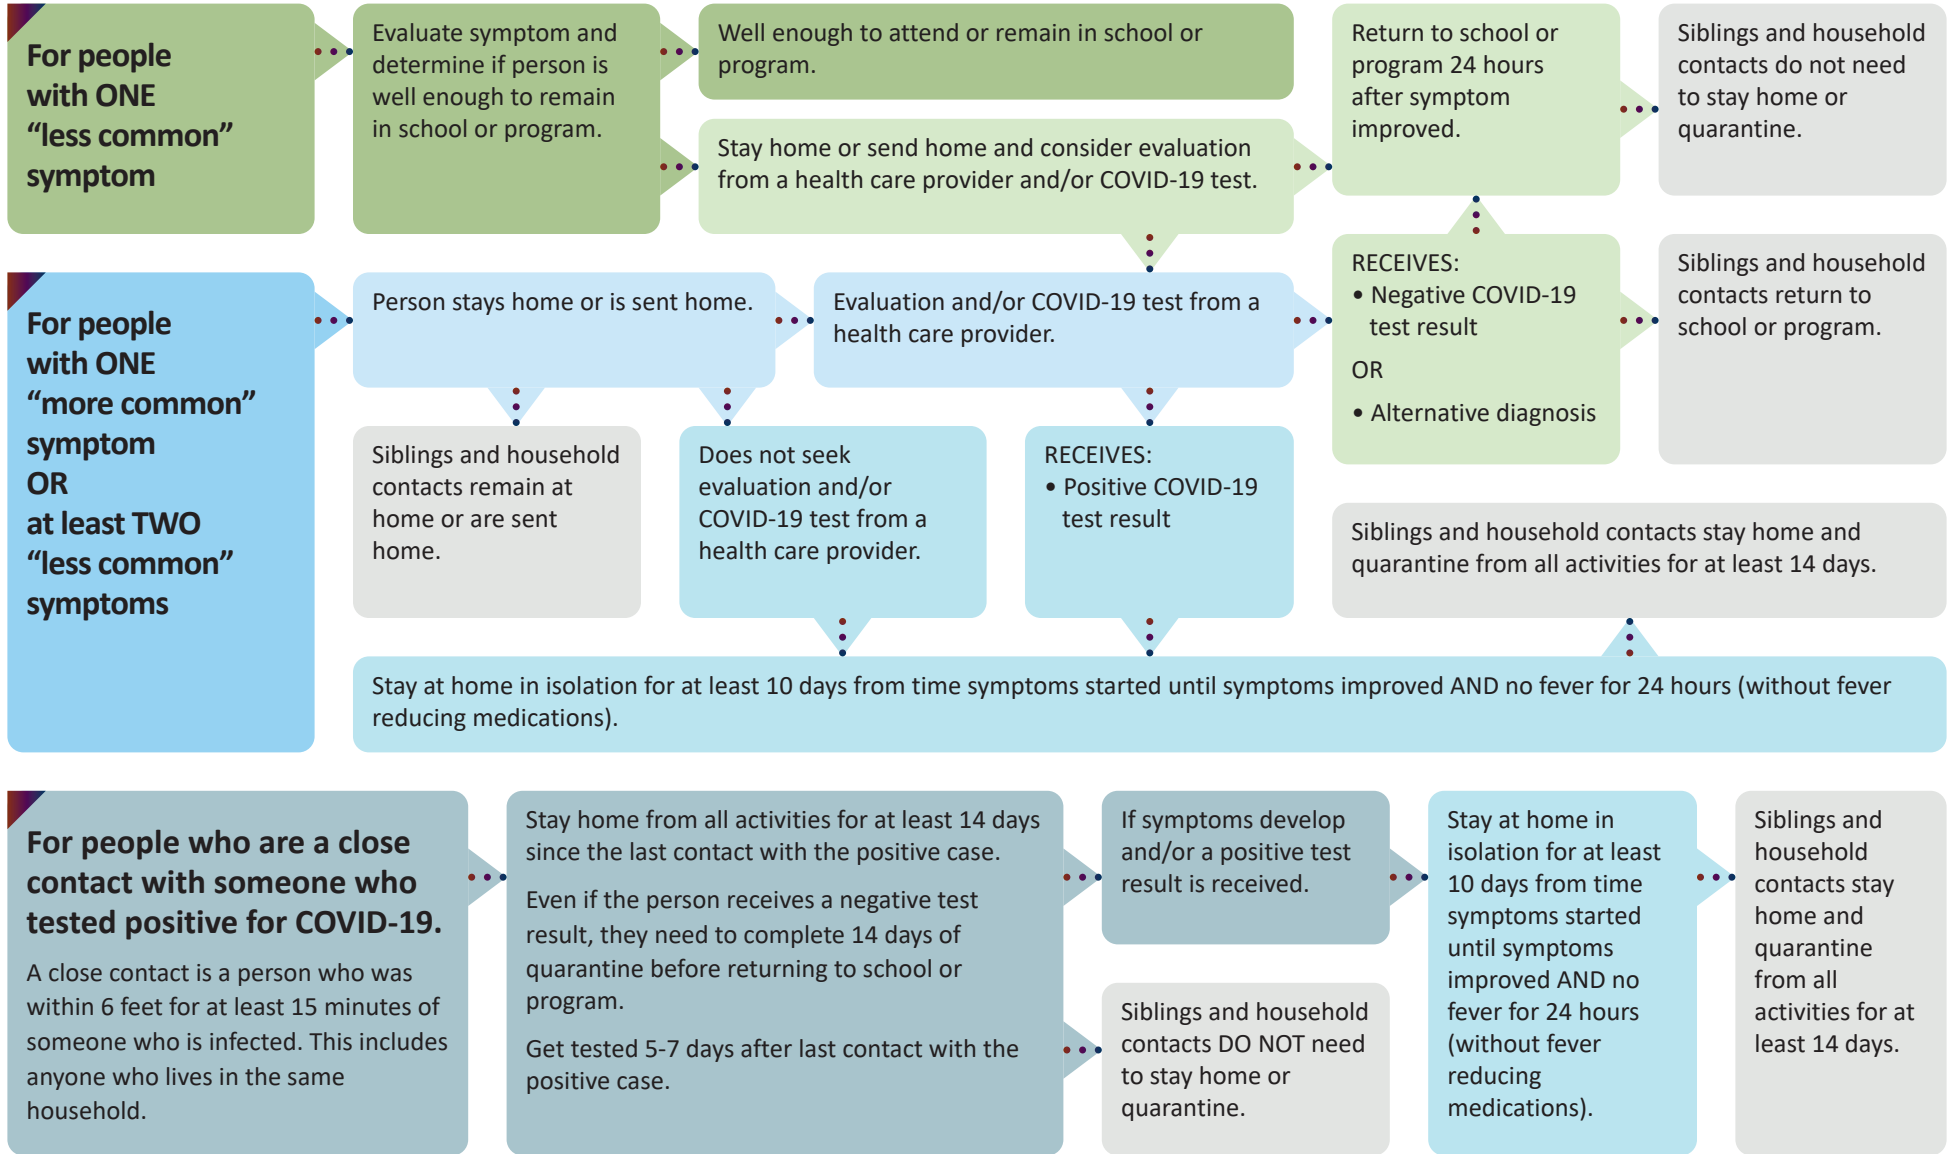 For people
with ONE
“less common”
symptom
Evaluate symptom and
determine if person is
well enough to remain
in school or program.
Well enough to attend or remain in school or
program.
Stay home or send home and consider evaluation
from a health care provider and/or COVID-19 test.
Return to school or
program 24 hours
after symptom
improved.
Siblings and household
contacts do not need
to stay home or
quarantine.
For people
with ONE
“more common”
symptom
OR
at least TWO
“less common”
symptoms
Person stays home or is sent home.
Evaluation and/or COVID-19 test from a
health care provider.
RECEIVES:
• Negative COVID-19
test result
OR
• Alternative diagnosis
Siblings and household
contacts return to
school or program.
Siblings and household
contacts remain at
home or are sent
home.
Does not seek
evaluation and/or
COVID-19 test from a
health care provider.
RECEIVES:
• Positive COVID-19
test result
Siblings and household contacts stay home and
quarantine from all activities for at least 14 days.
Stay at home in isolation for at least 10 days from time symptoms started until symptoms improved AND no fever for 24 hours (without fever
reducing medications).
For people who are a close
contact with someone who
tested positive for COVID-19.
A close contact is a person who was
within 6 feet for at least 15 minutes of
someone who is infected. This includes
anyone who lives in the same
household.
Stay home from all activities for at least 14 days
since the last contact with the positive case.
Even if the person receives a negative test
result, they need to complete 14 days of
quarantine before returning to school or
program.
Get tested 5-7 days after last contact with the
positive case.
If symptoms develop
and/or a positive test
result is received.
Siblings and household
contacts DO NOT need
to stay home or
quarantine.
Stay at home in
isolation for at least
10 days from time
symptoms started
until symptoms
improved AND no
fever for 24 hours
(without fever
reducing
medications).
Siblings and
household
contacts stay
home and
quarantine
from all
activities for at
least 14 days.